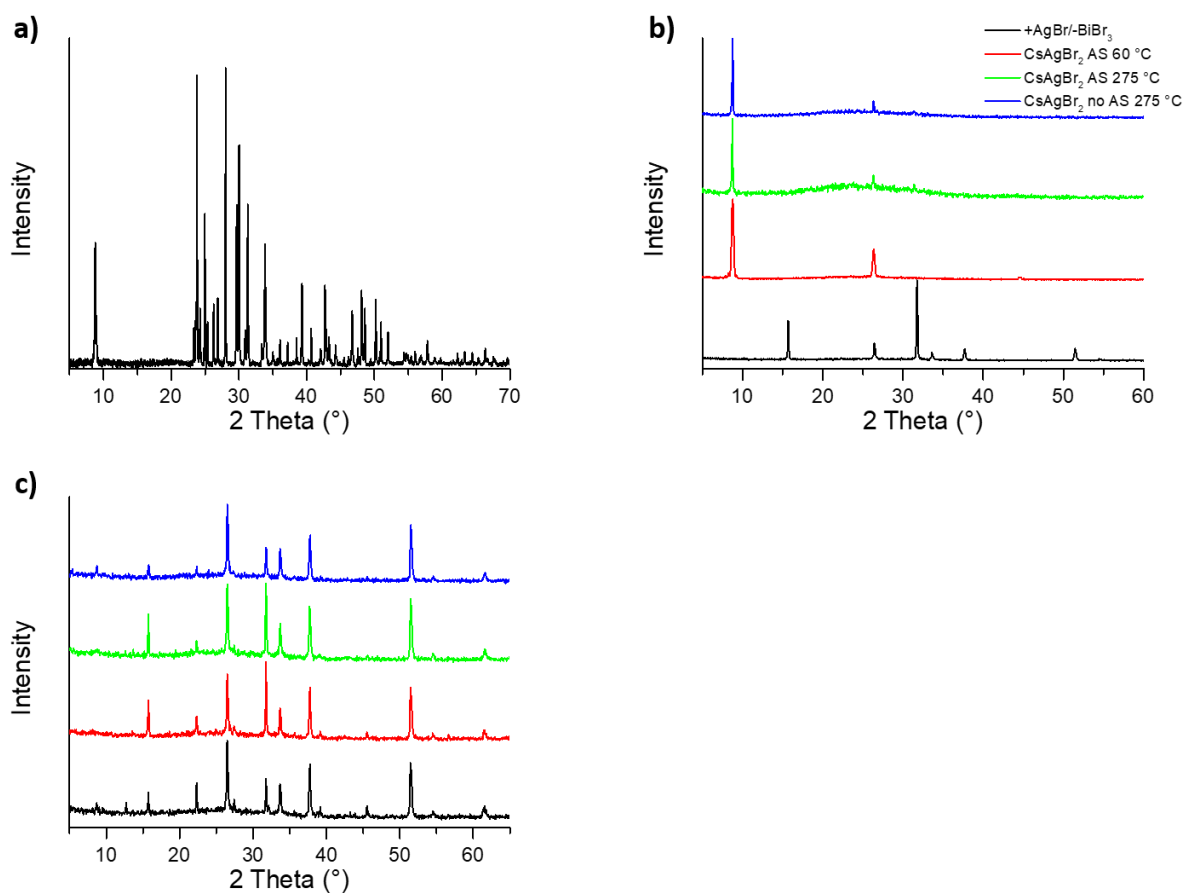 a)
Intensity
10 20 30 40 50 60 70
2 Theta (°)
b)
+AgBr/-BiBr₃
CsAgBr₂ AS 60 °C
CsAgBr₂ AS 275 °C
CsAgBr₂ no AS 275 °C
Intensity
10 20 30 40 50 60
2 Theta (°)
c)
Intensity
10 20 30 40 50 60
2 Theta (°)